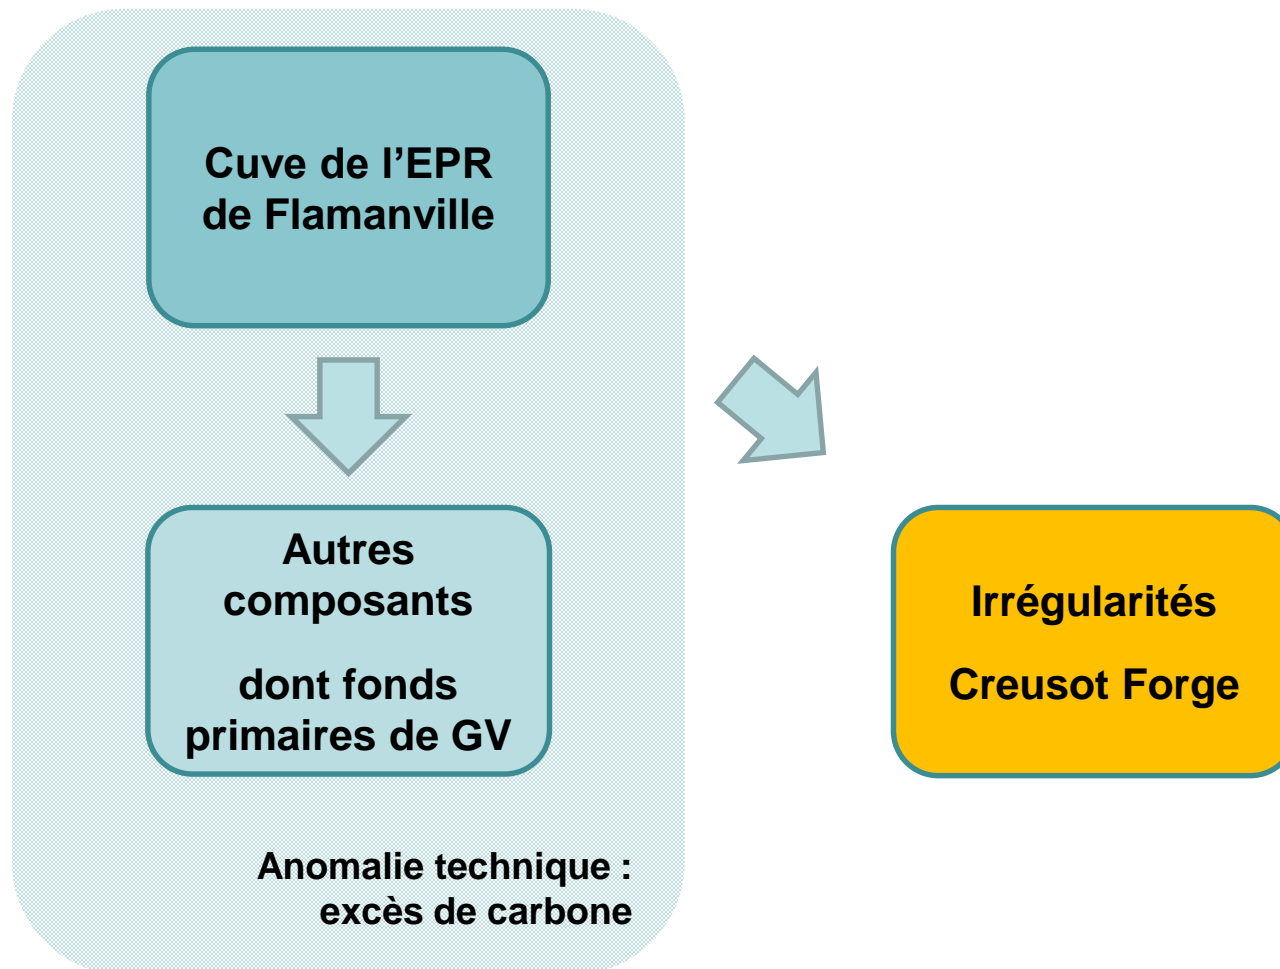 Cuve de l’EPR
de Flamanville
Autres
composants
dont fonds
primaires de GV
Anomalie technique :
excès de carbone
Irrégularités
Creusot Forge